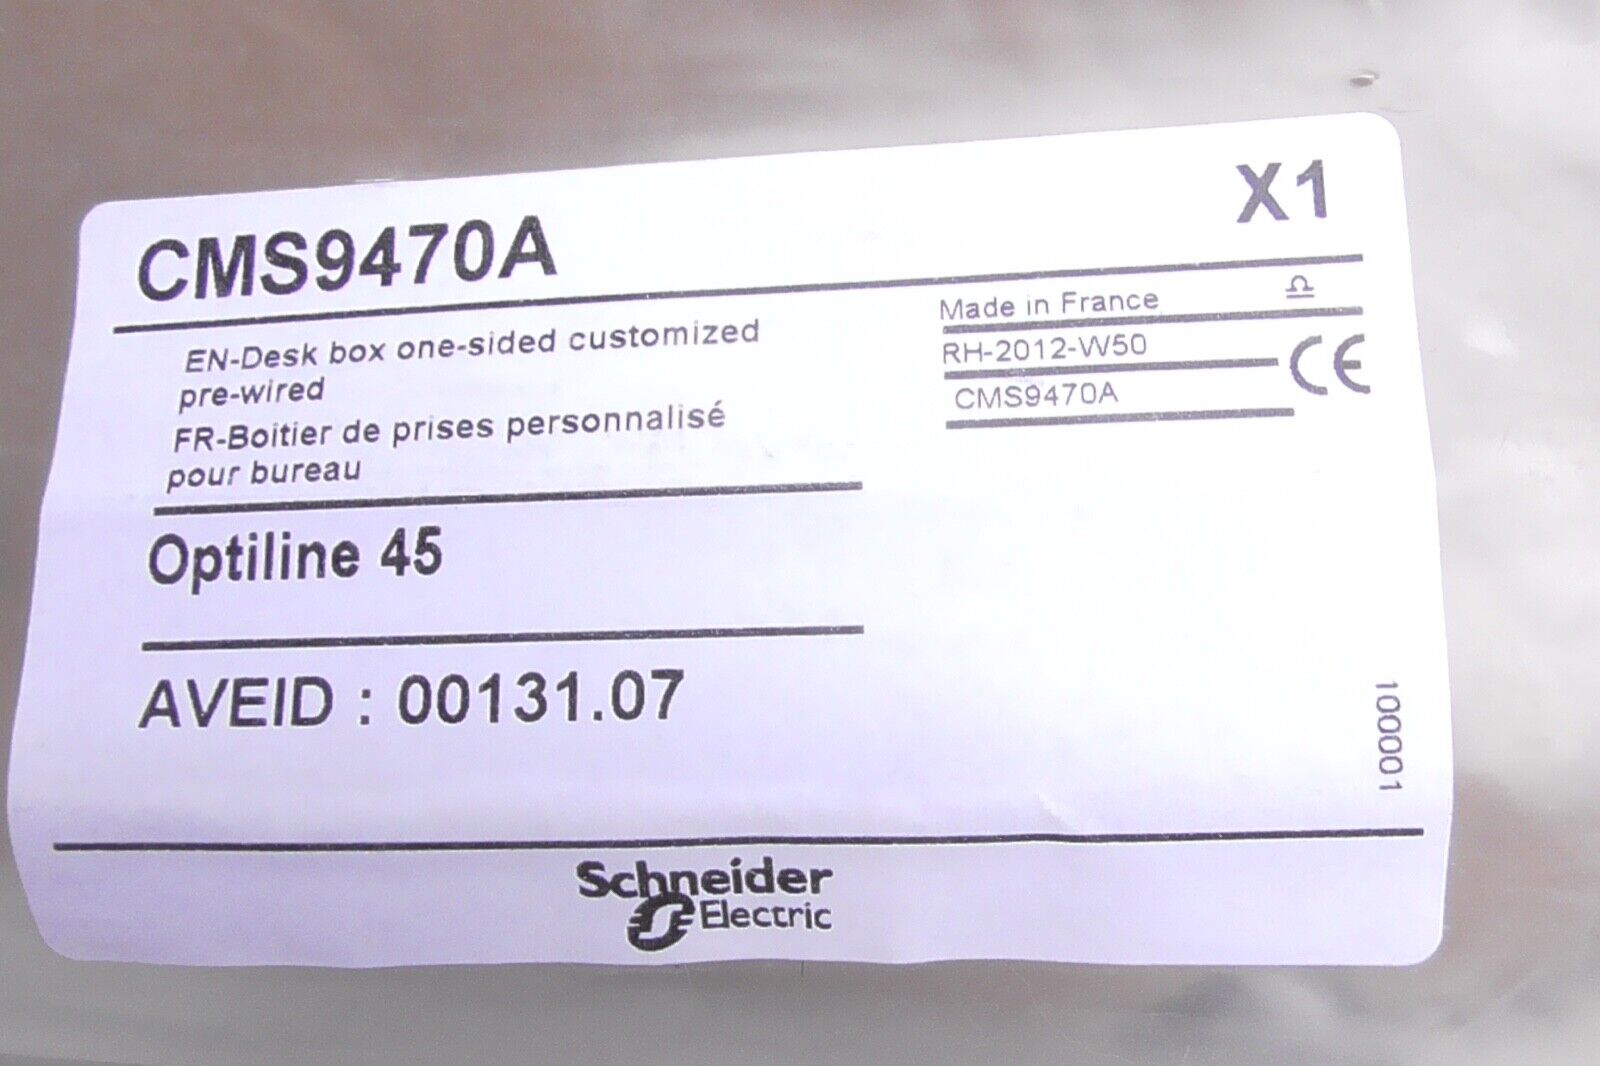 CMS9470A
X1
EN-Desk box one-sided customized
pre-wired
FR-Boitier de prises personnalisé
pour bureau
Made in France
RH-2012-W50
CMS9470A
CE
Optiline 45
AVEID : 00131.07
100001
Schneider
Electric